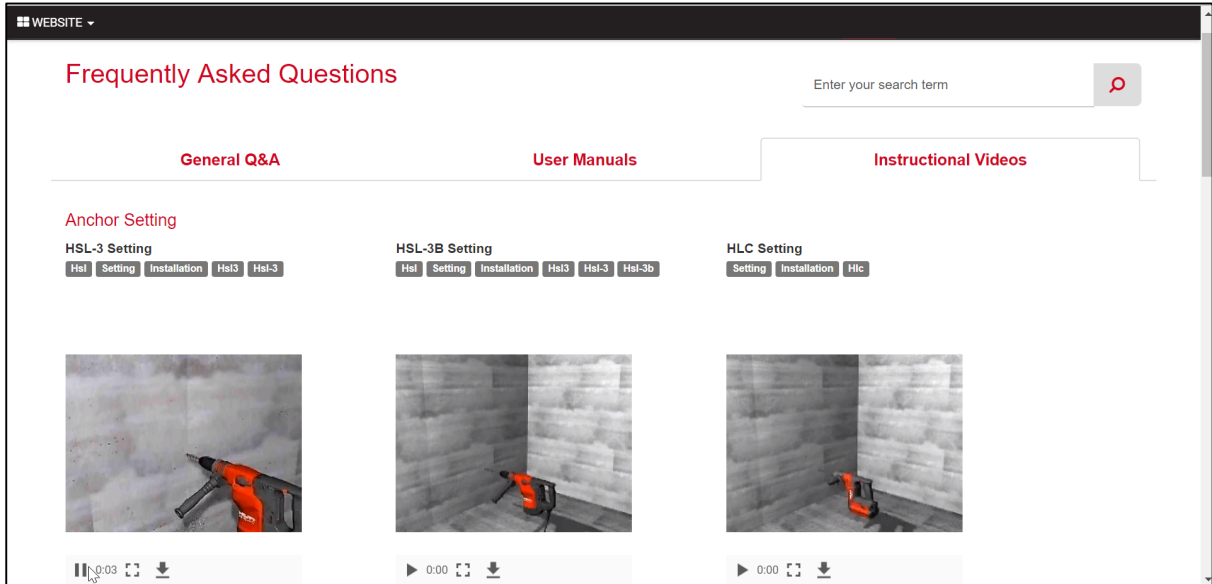 WEBSITE
Frequently Asked Questions
Enter your search term
General Q&A
User Manuals
Instructional Videos
Anchor Setting
HSL-3 Setting
Hsl Setting Installation Hsl3 Hsl-3
HSL-3B Setting
Hsl Setting Installation Hsl3 Hsl-3 Hsl-3b
HLC Setting
Setting Installation Hlc
0:03
0:00
0:00